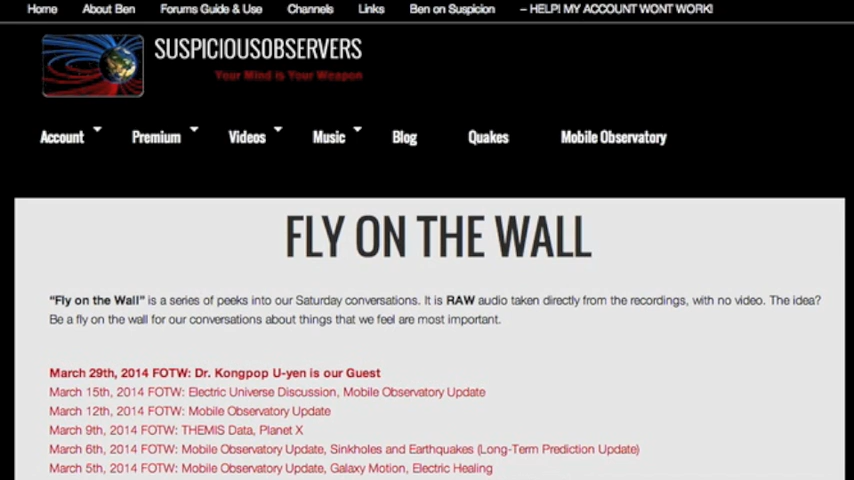 Home About Ben Forums Guide & Use Channels Links Ben on Suspicion – HELP! MY ACCOUNT WONT WORK!
SUSPICIOUSOBSERVERS
Your Mind is Your Weapon
Account Premium Videos Music Blog Quakes Mobile Observatory
FLY ON THE WALL
“Fly on the Wall” is a series of peeks into our Saturday conversations. It is RAW audio taken directly from the recordings, with no video. The idea?
Be a fly on the wall for our conversations about things that we feel are most important.
March 29th, 2014 FOTW: Dr. Kongpop U-yen is our Guest
March 15th, 2014 FOTW: Electric Universe Discussion, Mobile Observatory Update
March 12th, 2014 FOTW: Mobile Observatory Update
March 9th, 2014 FOTW: THEMIS Data, Planet X
March 6th, 2014 FOTW: Mobile Observatory Update, Sinkholes and Earthquakes (Long-Term Prediction Update)
March 5th, 2014 FOTW: Mobile Observatory Update, Galaxy Motion, Electric Healing